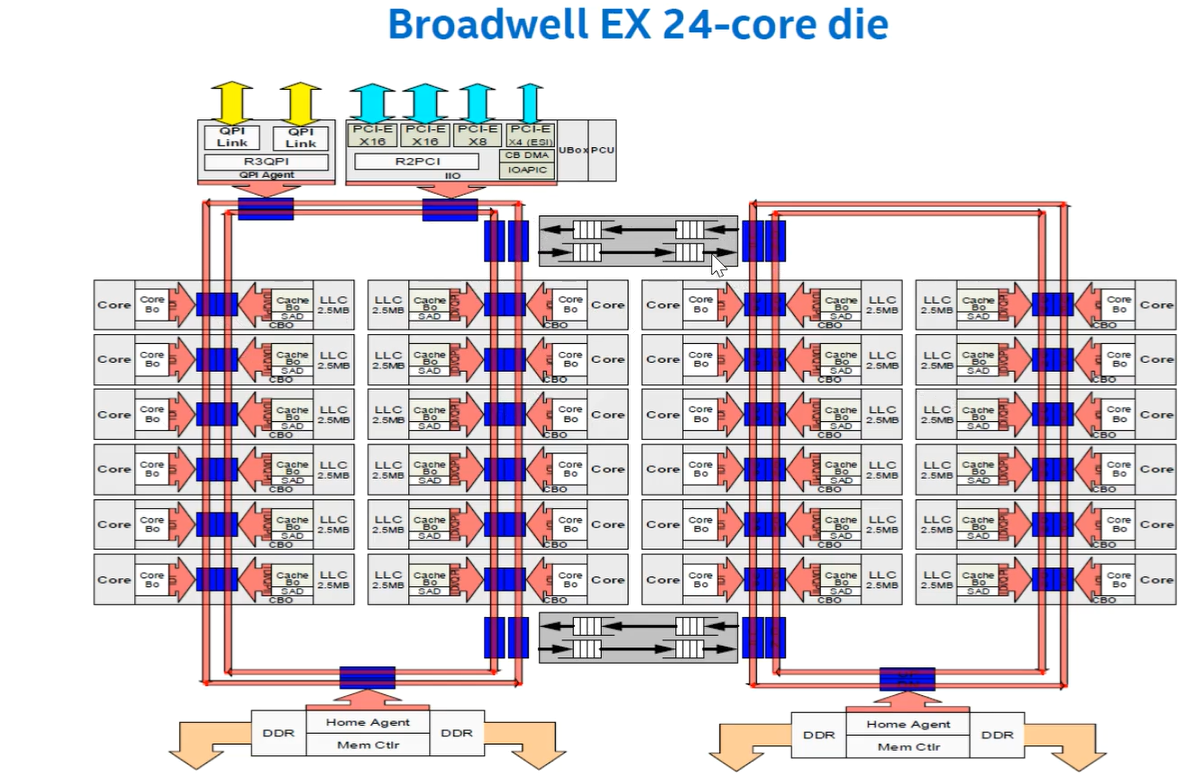 Broadwell EX 24-core die
QPI Link
QPI Link
R3QPI
QPI Agent
PCI-E X16
PCI-E X16
PCI-E X8
PCI-E X4 (ESI)
R2PCI
CB DMA
IOAPIC
IIO
UBox
PCU
Core Core Cache LLC LLC Cache Core Core Core Core Cache LLC LLC Cache Core Core
Bo Bo 2.5MB 2.5MB Bo Bo Bo Bo 2.5MB 2.5MB Bo Bo
SAD SAD SAD SAD
CBO CBO CBO CBO
Core Core Cache LLC LLC Cache Core Core Core Core Cache LLC LLC Cache Core Core
Bo Bo 2.5MB 2.5MB Bo Bo Bo Bo 2.5MB 2.5MB Bo Bo
SAD SAD SAD SAD
CBO CBO CBO CBO
Core Core Cache LLC LLC Cache Core Core Core Core Cache LLC LLC Cache Core Core
Bo Bo 2.5MB 2.5MB Bo Bo Bo Bo 2.5MB 2.5MB Bo Bo
SAD SAD SAD SAD
CBO CBO CBO CBO
Core Core Cache LLC LLC Cache Core Core Core Core Cache LLC LLC Cache Core Core
Bo Bo 2.5MB 2.5MB Bo Bo Bo Bo 2.5MB 2.5MB Bo Bo
SAD SAD SAD SAD
CBO CBO CBO CBO
Core Core Cache LLC LLC Cache Core Core Core Core Cache LLC LLC Cache Core Core
Bo Bo 2.5MB 2.5MB Bo Bo Bo Bo 2.5MB 2.5MB Bo Bo
SAD SAD SAD SAD
CBO CBO CBO CBO
Core Core Cache LLC LLC Cache Core Core Core Core Cache LLC LLC Cache Core Core
Bo Bo 2.5MB 2.5MB Bo Bo Bo Bo 2.5MB 2.5MB Bo Bo
SAD SAD SAD SAD
CBO CBO CBO CBO
DDR
Home Agent
Mem Ctlr
DDR
DDR
Home Agent
Mem Ctlr
DDR